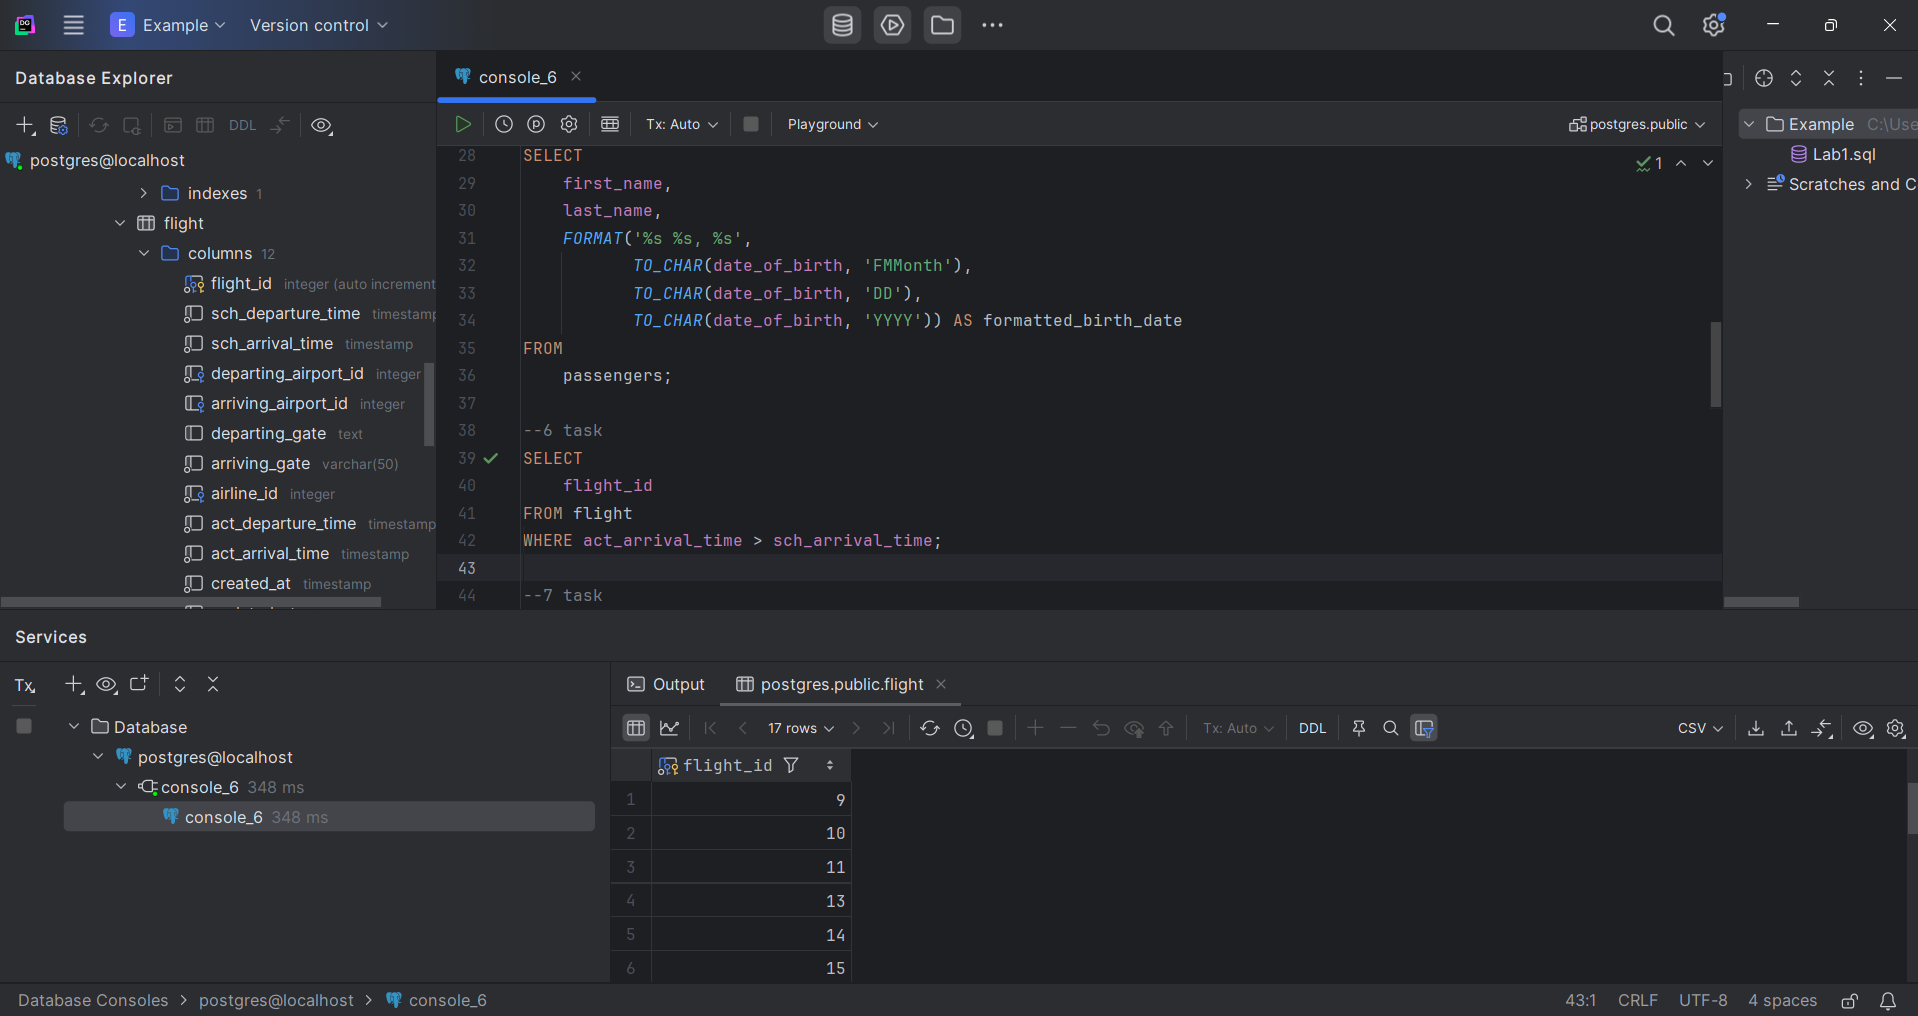 E Example Version control
Database Explorer
DDL
postgres@localhost
indexes 1
flight
columns 12
flight_id integer (auto increment
sch_departure_time timestamp
sch_arrival_time timestamp
departing_airport_id integer
arriving_airport_id integer
departing_gate text
arriving_gate varchar(50)
airline_id integer
act_departure_time timestamp
act_arrival_time timestamp
created_at timestamp
console_6
Tx: Auto Playground postgres.public
1
28 SELECT
29 first_name,
30 last_name,
31 FORMAT('%s %s, %s',
32 TO_CHAR(date_of_birth, 'FMMonth'),
33 TO_CHAR(date_of_birth, 'DD'),
34 TO_CHAR(date_of_birth, 'YYYY')) AS formatted_birth_date
35 FROM
36 passengers;
37
38 --6 task
39 SELECT
40 flight_id
41 FROM flight
42 WHERE act_arrival_time > sch_arrival_time;
43
44 --7 task
Example C:\Use
Lab1.sql
Scratches and C
Services
Tx
Database
postgres@localhost
console_6 348 ms
console_6 348 ms
Output postgres.public.flight
17 rows Tx: Auto DDL CSV
flight_id
1 9
2 10
3 11
4 13
5 14
6 15
Database Consoles > postgres@localhost > console_6
43:1 CRLF UTF-8 4 spaces